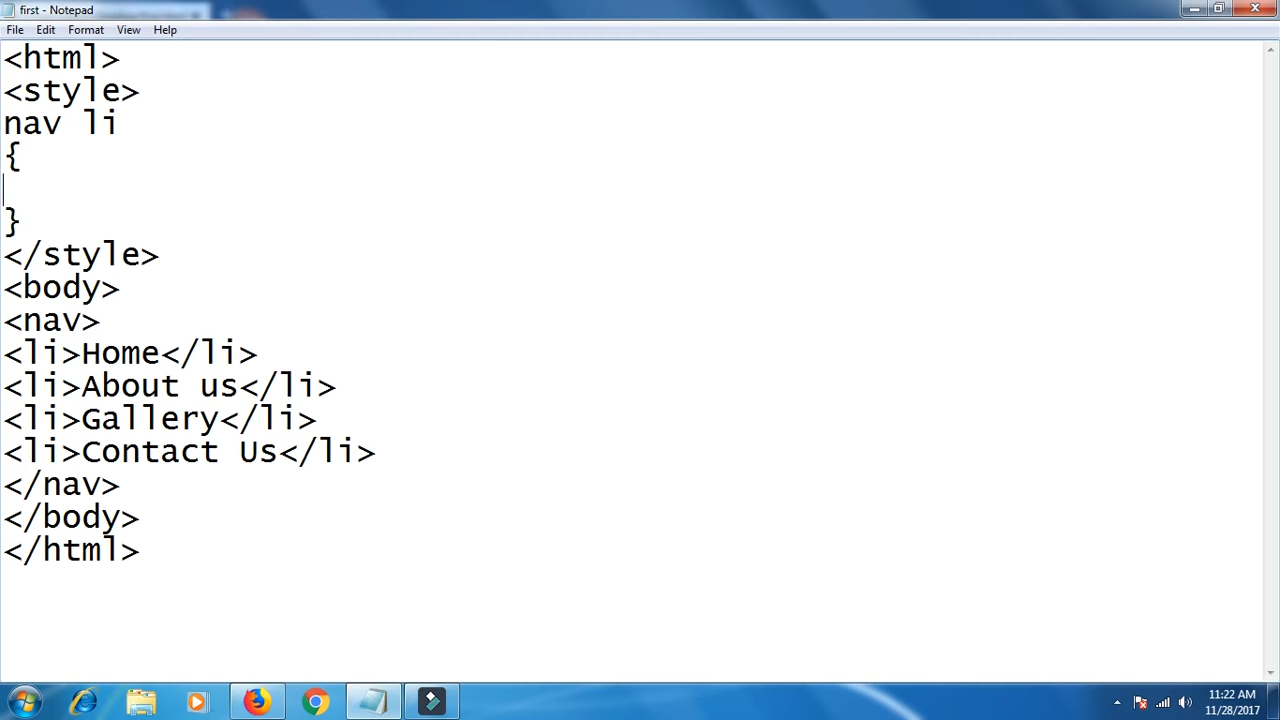 first - Notepad
File Edit Format View Help
<html>
<style>
nav li
{
}
</style>
<body>
<nav>
<li>Home</li>
<li>About us</li>
<li>Gallery</li>
<li>Contact Us</li>
</nav>
</body>
</html>
11:22 AM
11/28/2017